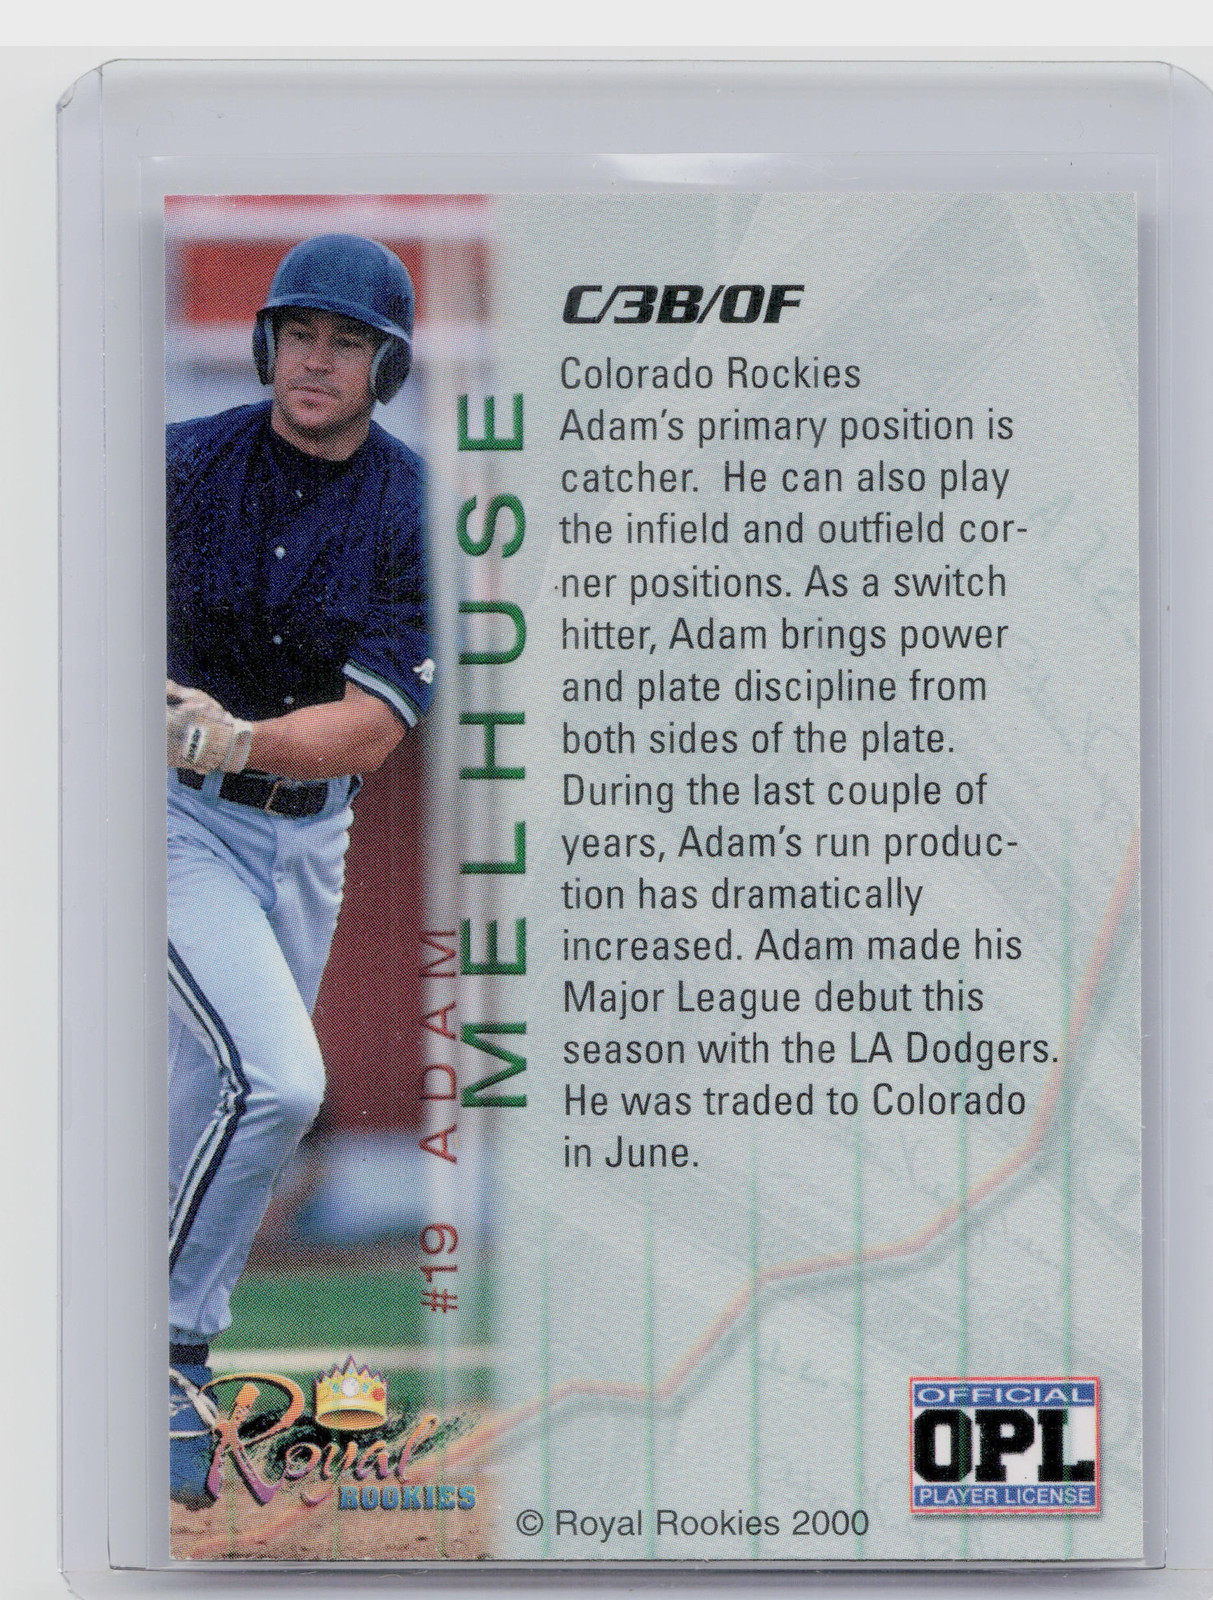 C/3B/OF
Colorado Rockies
Adam's primary position is
catcher.  He can also play
the infield and outfield cor-
ner positions. As a switch
hitter, Adam brings power
and plate discipline from
both sides of the plate.
During the last couple of
years, Adam's run produc-
tion has dramatically
increased. Adam made his
Major League debut this
season with the LA Dodgers.
He was traded to Colorado
in June.
#19 ADAM
MELHUSE
Royal
ROOKIES
OFFICIAL
OPL
PLAYER LICENSE
© Royal Rookies 2000